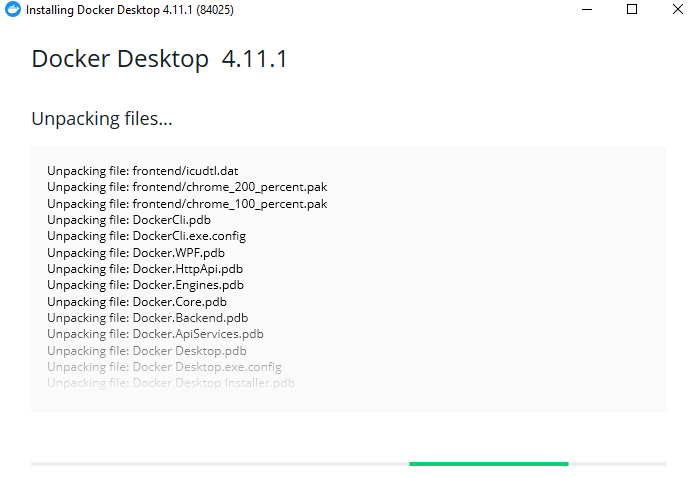 Installing Docker Desktop 4.11.1 (84025)
Docker Desktop 4.11.1
Unpacking files...
Unpacking file: frontend/icudtl.dat
Unpacking file: frontend/chrome_200_percent.pak
Unpacking file: frontend/chrome_100_percent.pak
Unpacking file: DockerCli.pdb
Unpacking file: DockerCli.exe.config
Unpacking file: Docker.WPF.pdb
Unpacking file: Docker.HttpApi.pdb
Unpacking file: Docker.Engines.pdb
Unpacking file: Docker.Core.pdb
Unpacking file: Docker.Backend.pdb
Unpacking file: Docker.ApiServices.pdb
Unpacking file: Docker Desktop.pdb
Unpacking file: Docker Desktop.exe.config
Unpacking file: Docker Desktop Installer.pdb